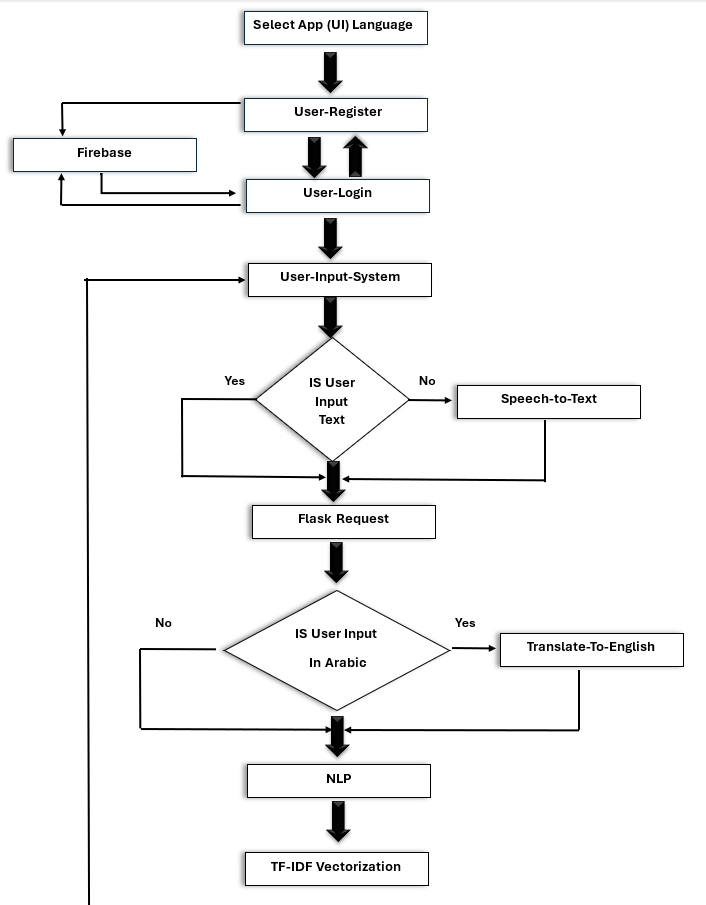 Select App (UI) Language
User-Register
Firebase
User-Login
User-Input-System
Yes
IS User
Input
Text
No
Speech-to-Text
Flask Request
No
IS User Input
In Arabic
Yes
Translate-To-English
NLP
TF-IDF Vectorization